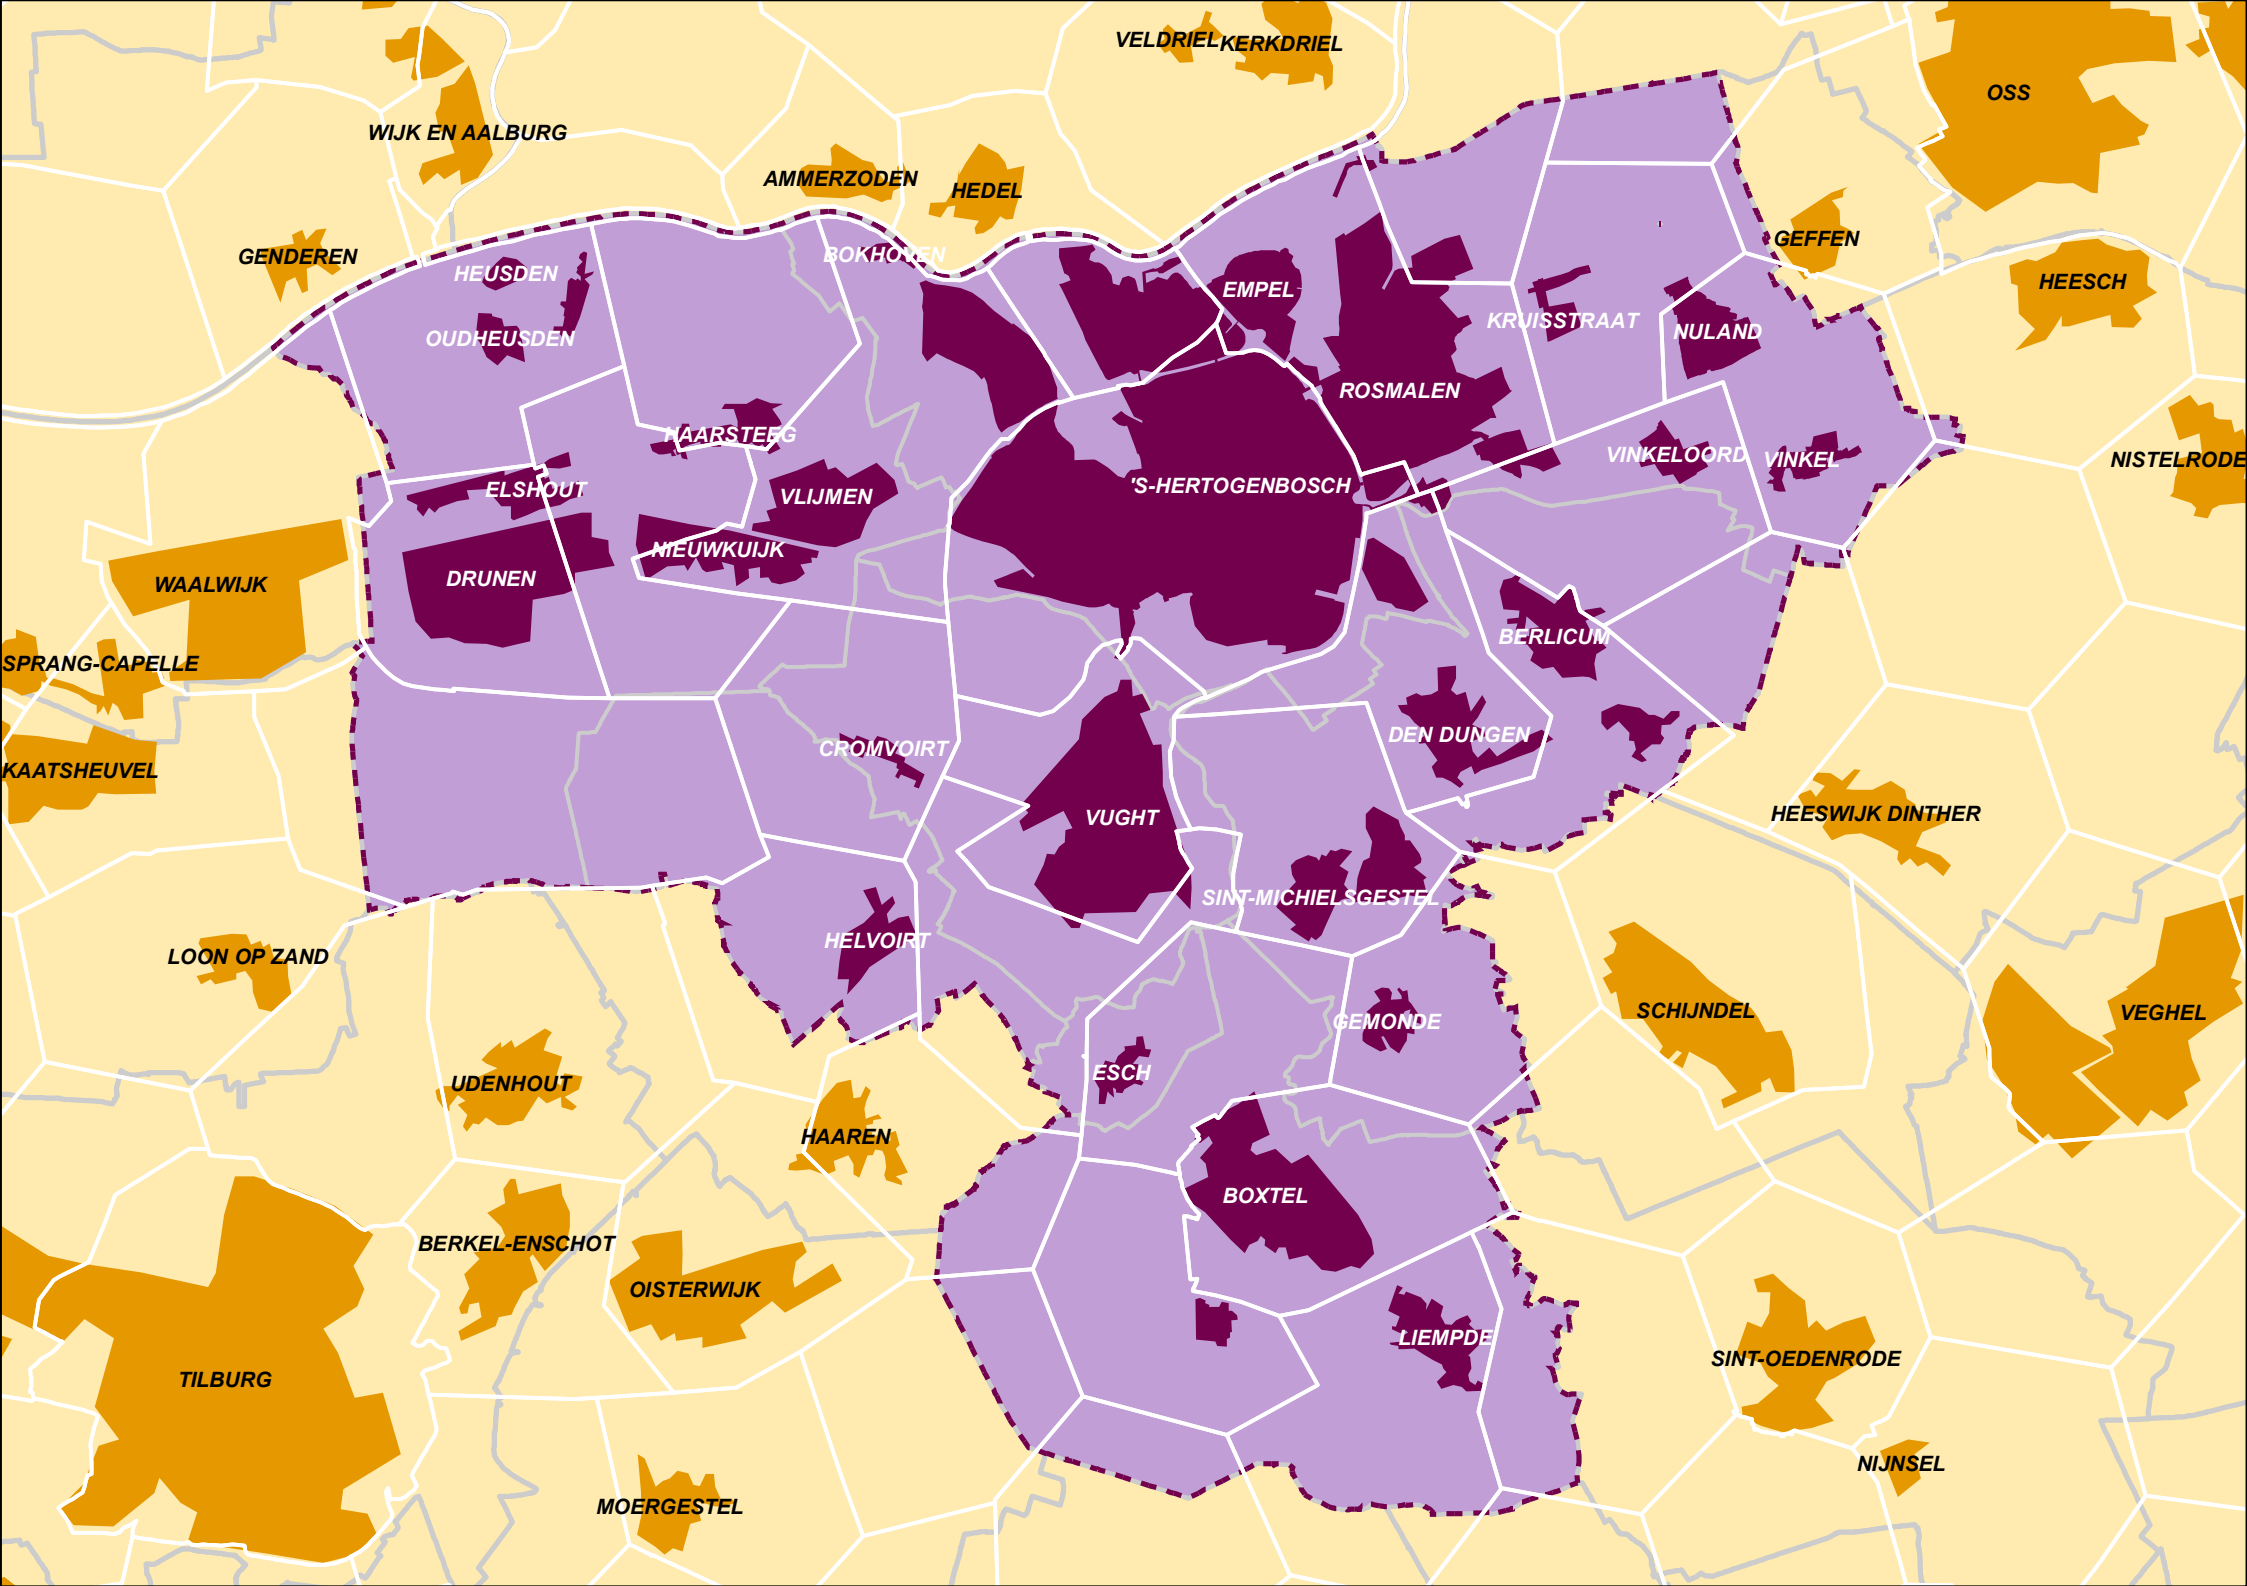 VELDRIEL
KERKDRIEL
OSS
WIJK EN AALBURG
AMMERZODEN
HEDEL
GENDEREN
HEUSDEN
BOKHOVEN
GEFFEN
EMPEL
HEESCH
OUDHEUSDEN
KRUISSTRAAT
NULAND
ROSMALEN
HAARSTEEG
VINKELOORD
VINKEL
NISTELRODE
ELSHOUT
VLIJMEN
'S-HERTOGENBOSCH
NIEUWKUIJK
DRUNEN
WAALWIJK
BERLICUM
SPRANG-CAPELLE
DEN DUNGEN
CROMVOIRT
KAATSHEUVEL
VUGHT
HEESWIJK DINTHER
SINT-MICHIELSGESTEL
HELVOIRT
LOON OP ZAND
GEMONDE
SCHIJNDEL
VEGHEL
ESCH
UDENHOUT
HAAREN
BOXTEL
BERKEL-ENSCHOT
OISTERWIJK
LIEMPDE
SINT-OEDENRODE
TILBURG
NIJNSEL
MOERGESTEL